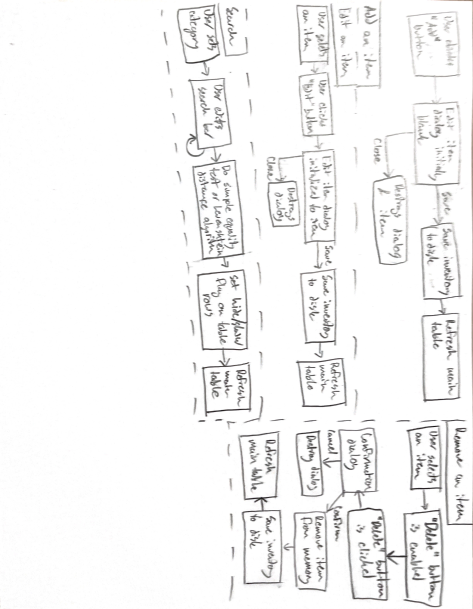 Add an item
User clicks
"Add"
button
Edit item
dialog initially
blank
Close
Destroys dialog
& item
Save
Save inventory
to disk
Refresh main
table
Edit an item
User selects
an item
User clicks
"Edit" button
Edit item dialog
initialized to item
Close
Destroys
dialog
Save
Save inventory
to disk
Refresh
main
table
Search
User sets
category
User edits
search bar
Do simple equality
test or Levenshtein
distance algorithm
Set hide/show
flag on table
rows
Refresh
main
table
Remove an item
User selects
an item
"Delete" button
is enabled
"Delete" button
is clicked
Confirmation
dialog
Cancel
Destroy dialog
Confirm
Remove item
from memory
Save inventory
to disk
Refresh
main table